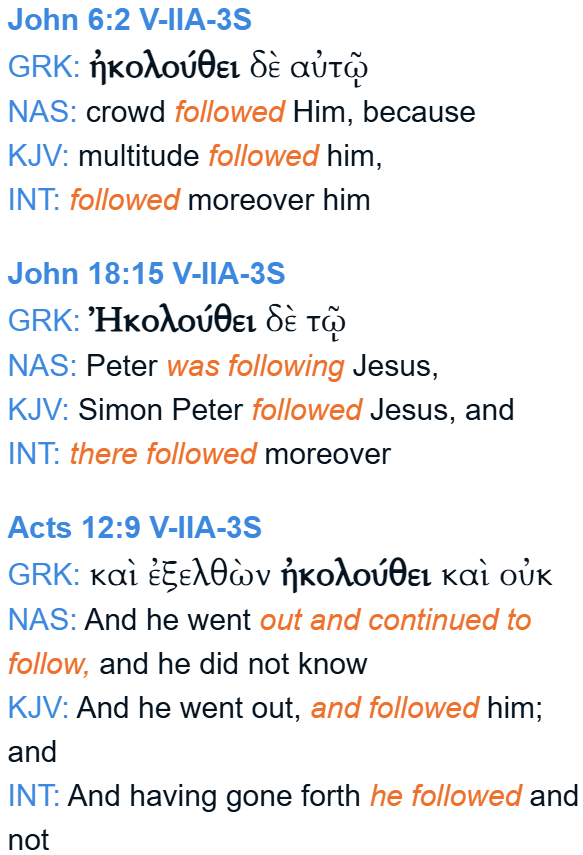 John 6:2 V-IIA-3S
GRK: ἠκολούθει δὲ αὐτῷ
NAS: crowd followed Him, because
KJV: multitude followed him,
INT: followed moreover him
John 18:15 V-IIA-3S
GRK: Ἠκολούθει δὲ τῷ
NAS: Peter was following Jesus,
KJV: Simon Peter followed Jesus, and
INT: there followed moreover
Acts 12:9 V-IIA-3S
GRK: καὶ ἐξελθὼν ἠκολούθει καὶ οὐκ
NAS: And he went out and continued to
follow, and he did not know
KJV: And he went out, and followed him;
and
INT: And having gone forth he followed and
not